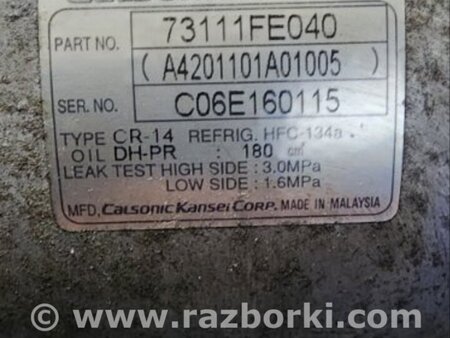 PART NO. 73111FE040
( A4201101A01005 )
SER. NO. C06E160115
TYPE CR-14 REFRIG. HFC-134a
OIL DH-PR : 180 cm³
LEAK TEST HIGH SIDE : 3.0MPa
LOW SIDE : 1.6MPa
MFD. CALSONIC KANSEI CORP. MADE IN MALAYSIA
© www.razborki.com